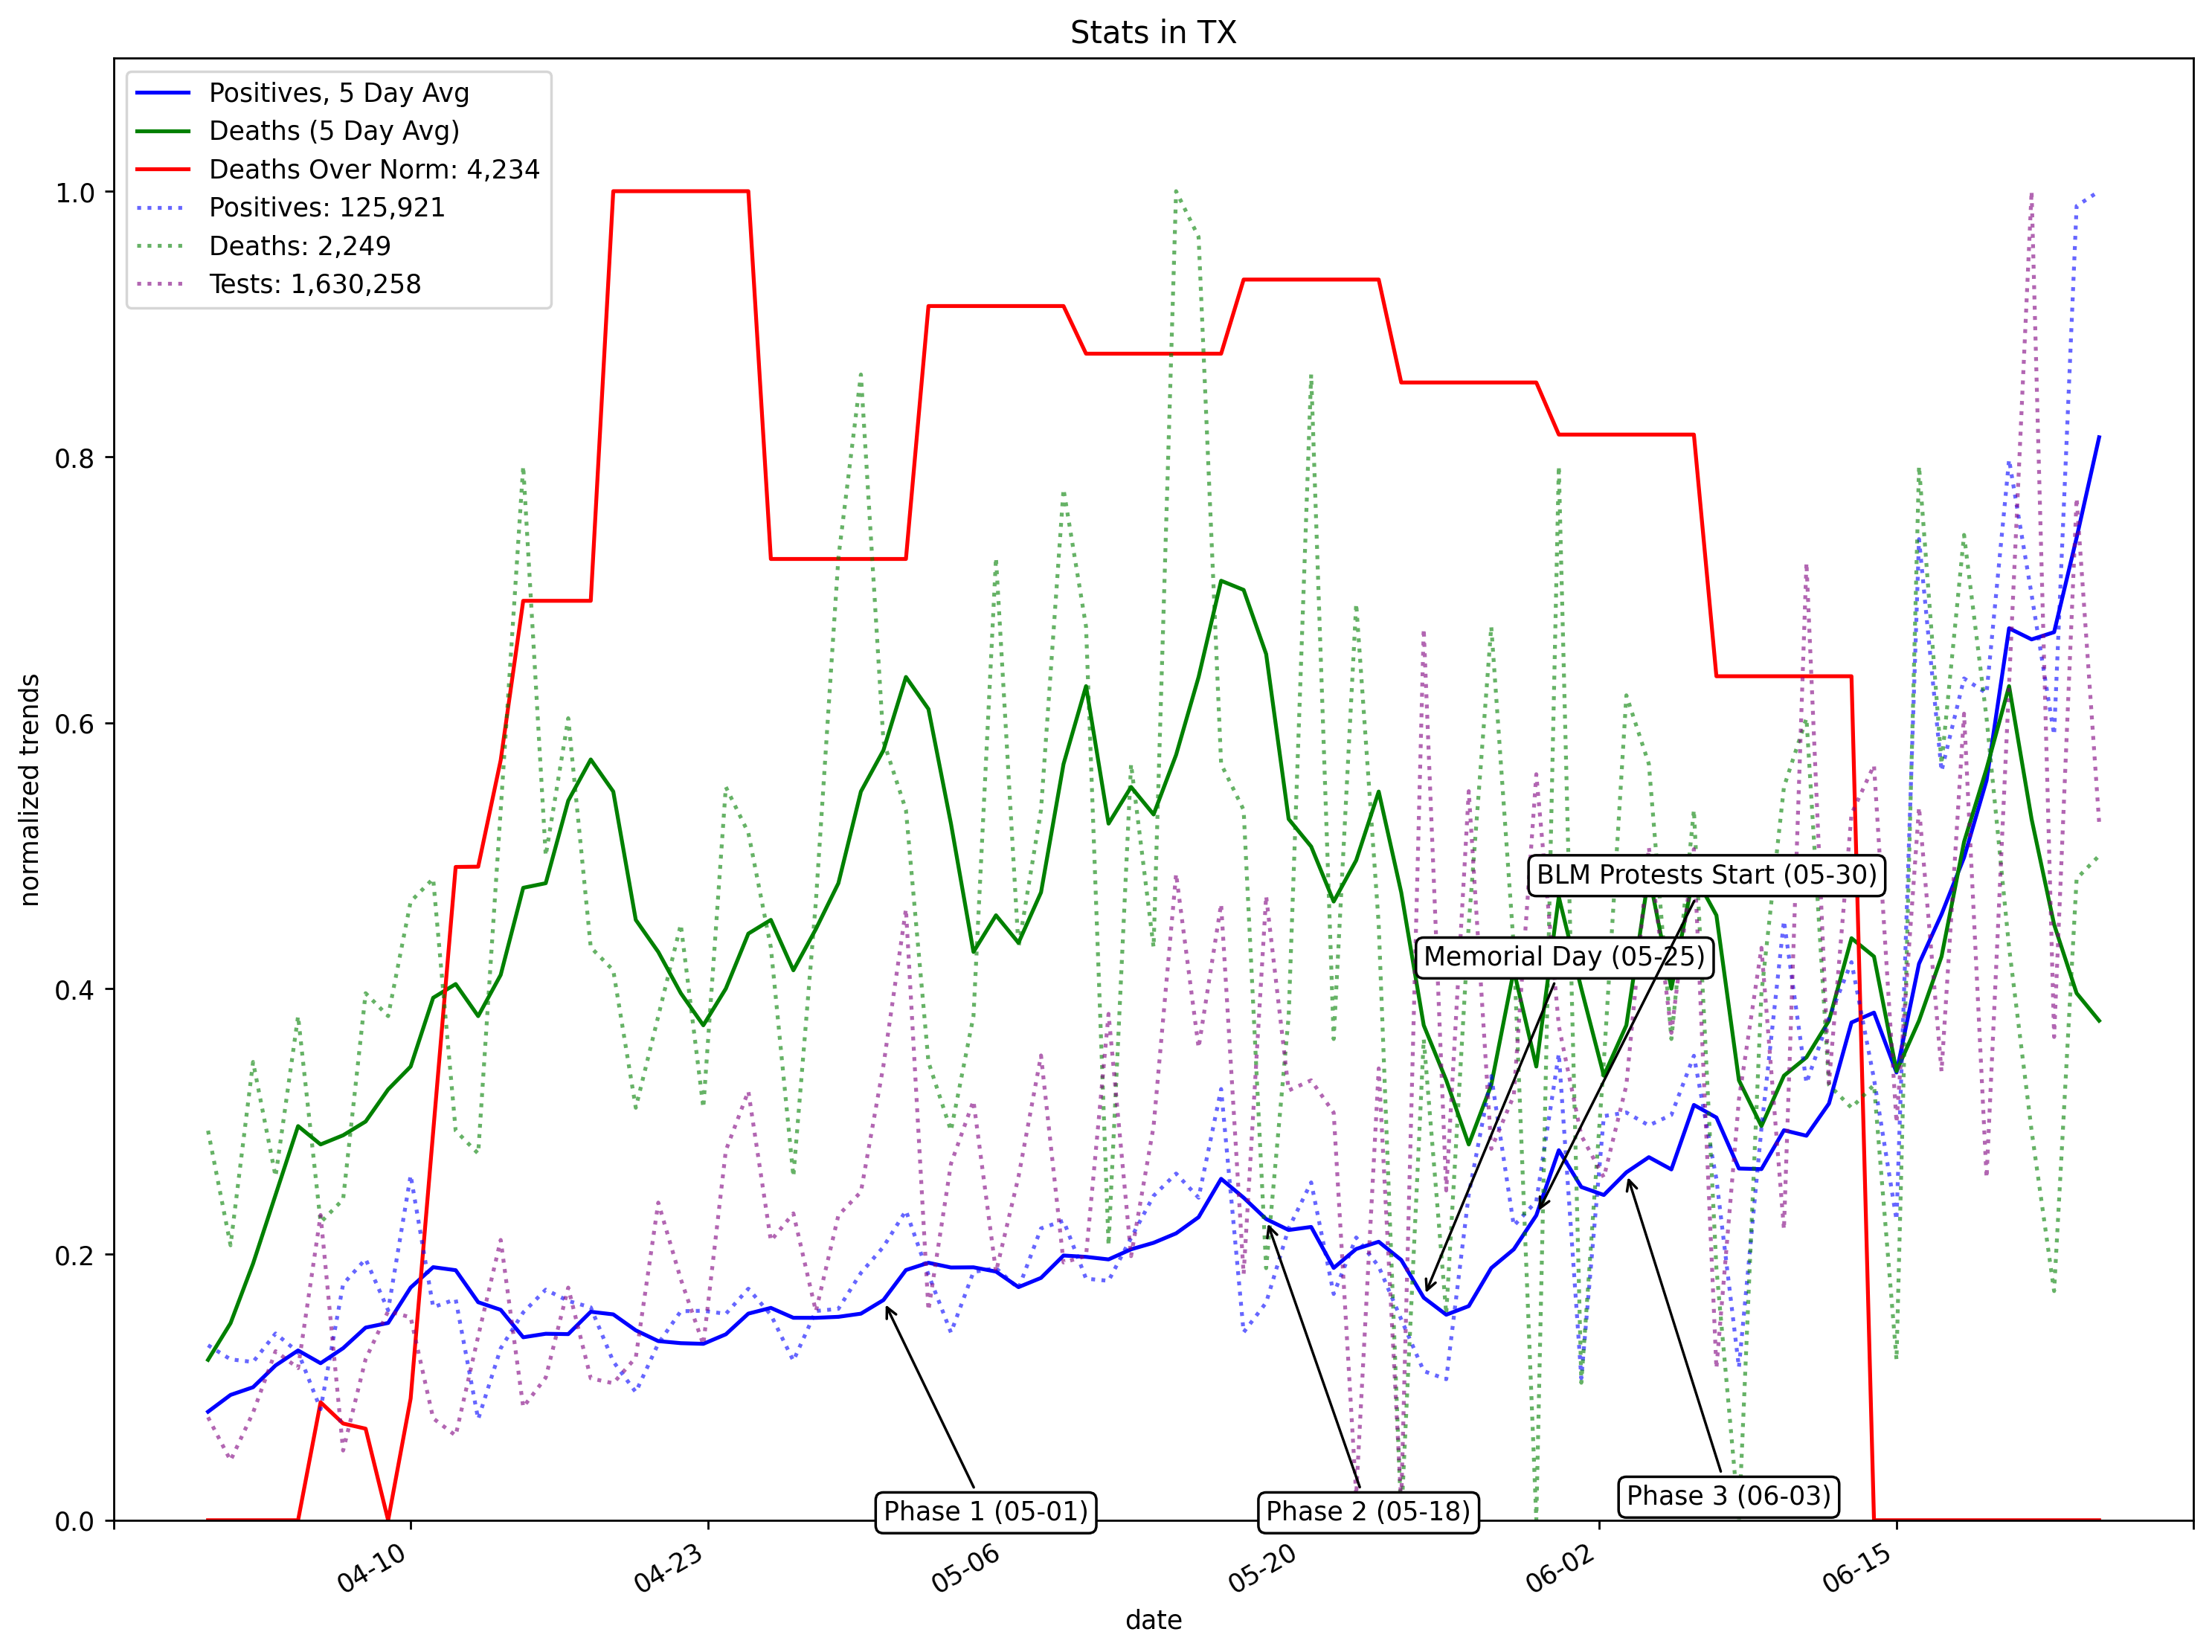 Stats in TX
Positives, 5 Day Avg
Deaths (5 Day Avg)
Deaths Over Norm: 4,234
Positives: 125,921
Deaths: 2,249
Tests: 1,630,258
1.0
0.8
0.6
0.4
0.2
0.0
normalized trends
BLM Protests Start (05-30)
Memorial Day (05-25)
Phase 1 (05-01)
Phase 2 (05-18)
Phase 3 (06-03)
04-10
04-23
05-06
05-20
06-02
06-15
date